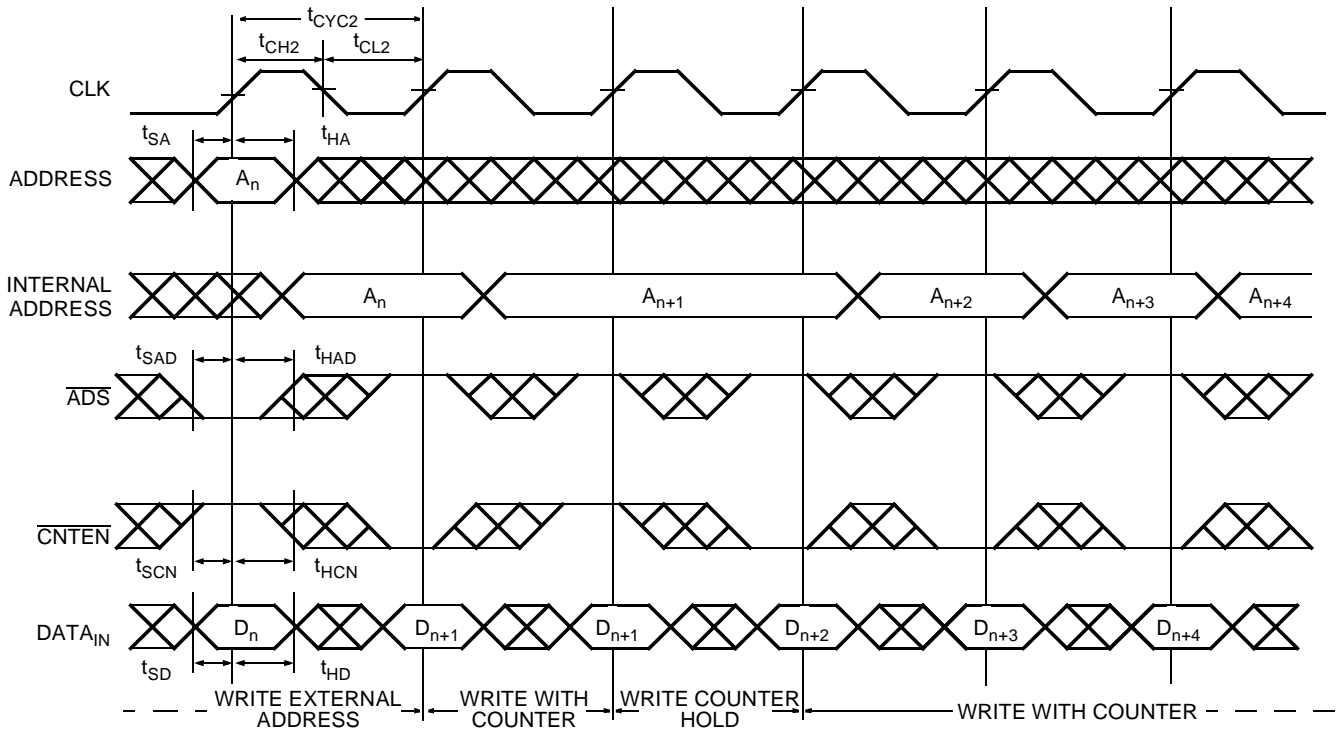 tCYC2
tCH2 tCL2
CLK
tSA tHA
ADDRESS An
INTERNAL
ADDRESS
An An+1 An+2 An+3 An+4
tSAD tHAD
ADS
CNTEN
tSCN tHCN
DATAIN Dn Dn+1 Dn+1 Dn+2 Dn+3 Dn+4
tSD tHD
WRITE EXTERNAL
ADDRESS
WRITE WITH
COUNTER
WRITE COUNTER
HOLD
WRITE WITH COUNTER